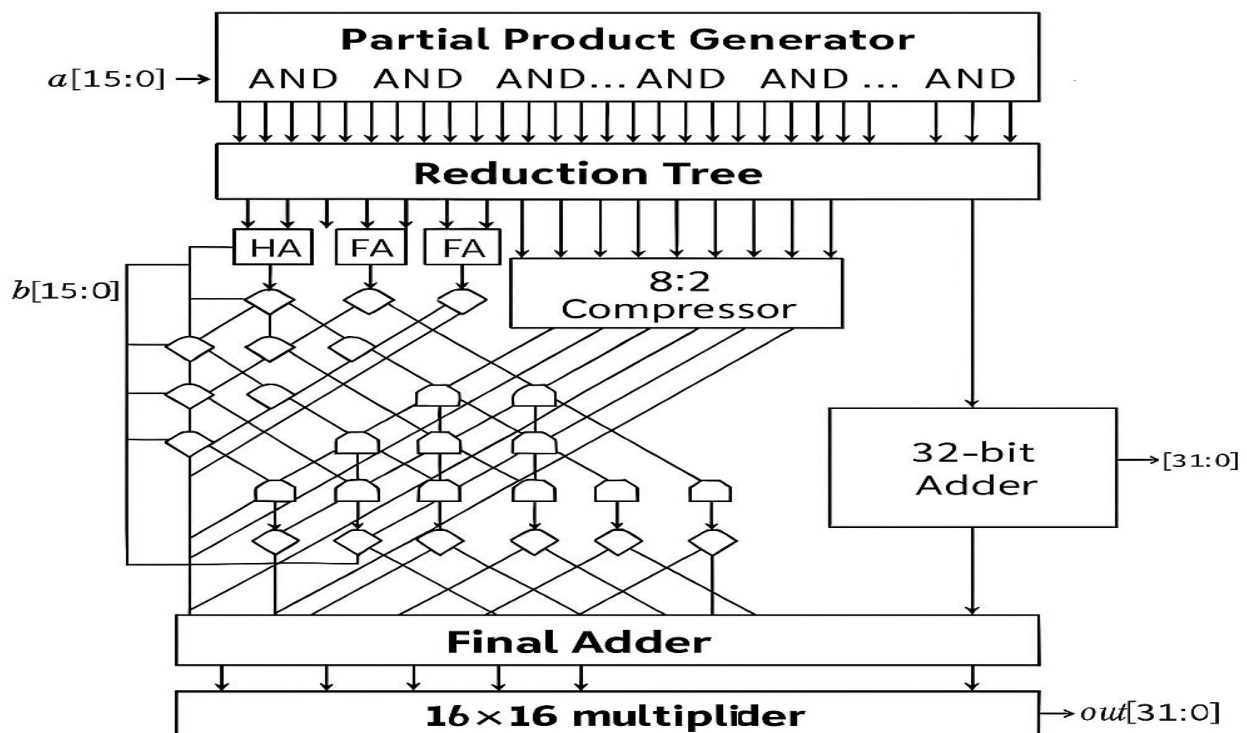 Partial Product Generator
a[15:0]
AND AND AND... AND AND ... AND
Reduction Tree
HA FA FA
8:2
Compressor
b[15:0]
32-bit
Adder
[31:0]
Final Adder
16×16 multiplider
out[31:0]